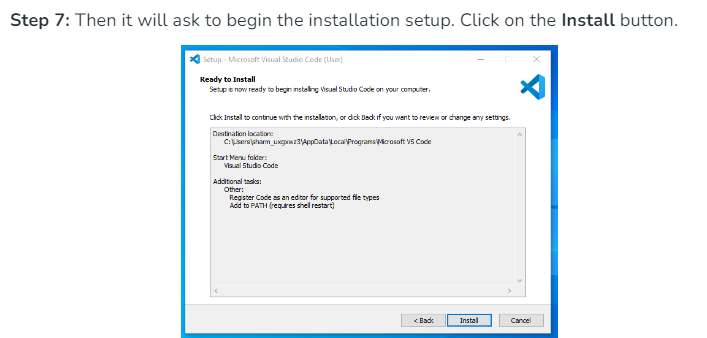 Step 7: Then it will ask to begin the installation setup. Click on the Install button.
Setup - Microsoft Visual Studio Code (User)
Ready to Install
Setup is now ready to begin installing Visual Studio Code on your computer.
Click Install to continue with the installation, or click Back if you want to review or change any settings.
Destination location:
C:\Users\sharm_uxgxwz3\AppData\Local\Programs\Microsoft VS Code
Start Menu folder:
Visual Studio Code
Additional tasks:
Other:
Register Code as an editor for supported file types
Add to PATH (requires shell restart)
< Back
Install
Cancel